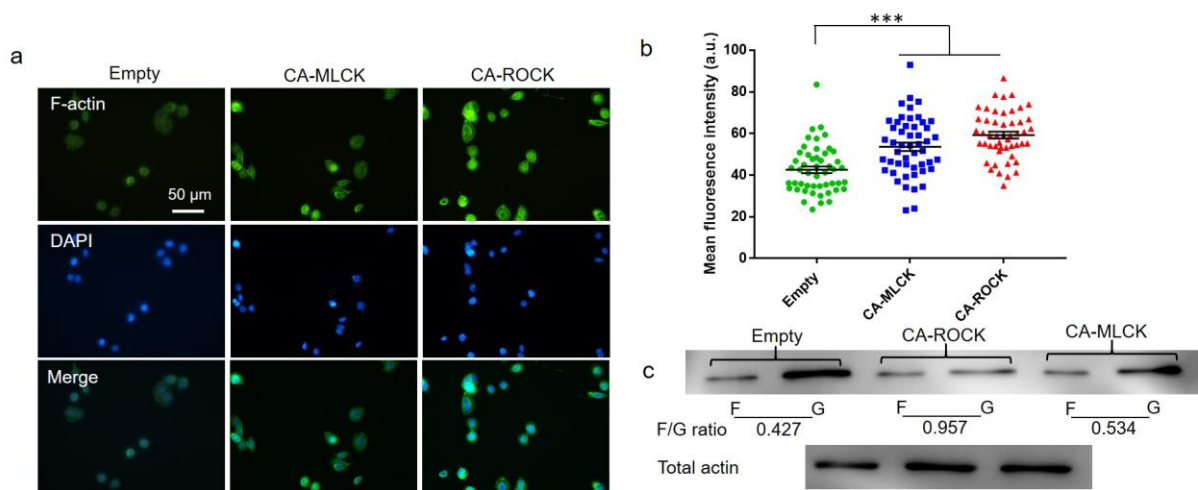 a
Empty CA-MLCK CA-ROCK
F-actin
50 µm
DAPI
Merge
b
***
Mean fluoresence intensity (a.u.)
100
80
60
40
20
0
Empty CA-MLCK CA-ROCK
c
Empty CA-ROCK CA-MLCK
F G F G F G
F/G ratio 0.427 0.957 0.534
Total actin